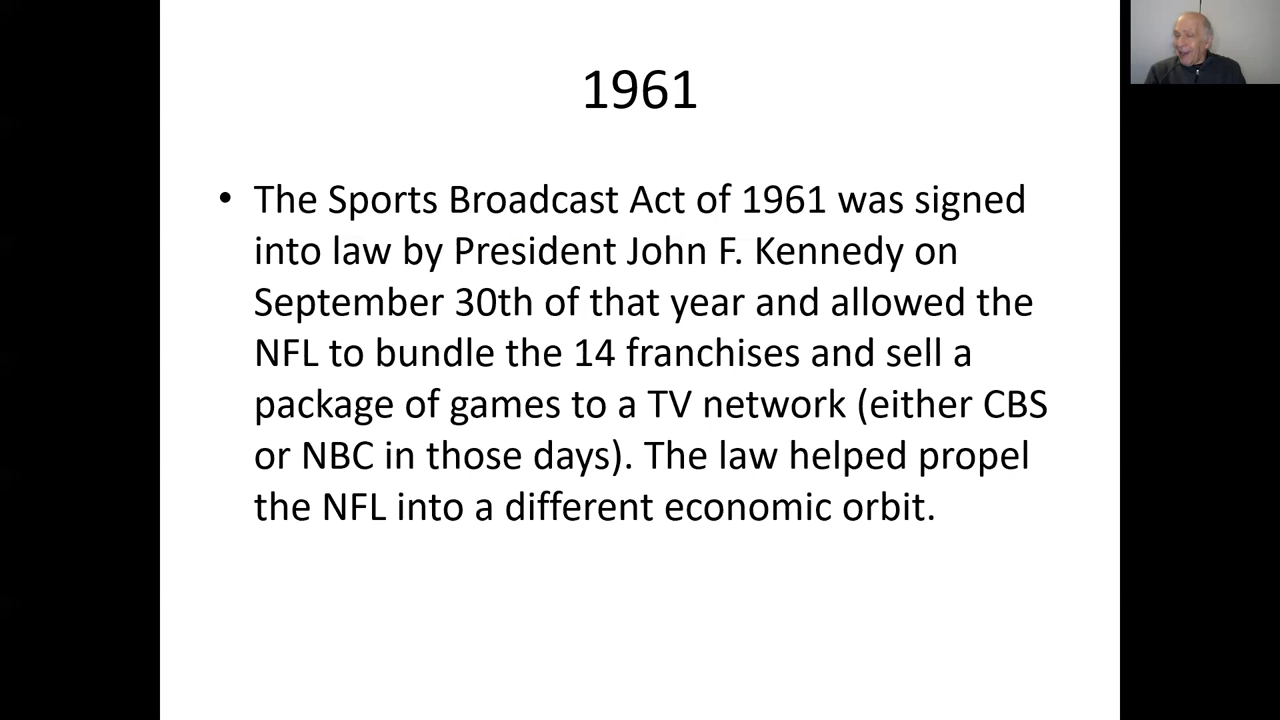 1961
• The Sports Broadcast Act of 1961 was signed
into law by President John F. Kennedy on
September 30th of that year and allowed the
NFL to bundle the 14 franchises and sell a
package of games to a TV network (either CBS
or NBC in those days). The law helped propel
the NFL into a different economic orbit.